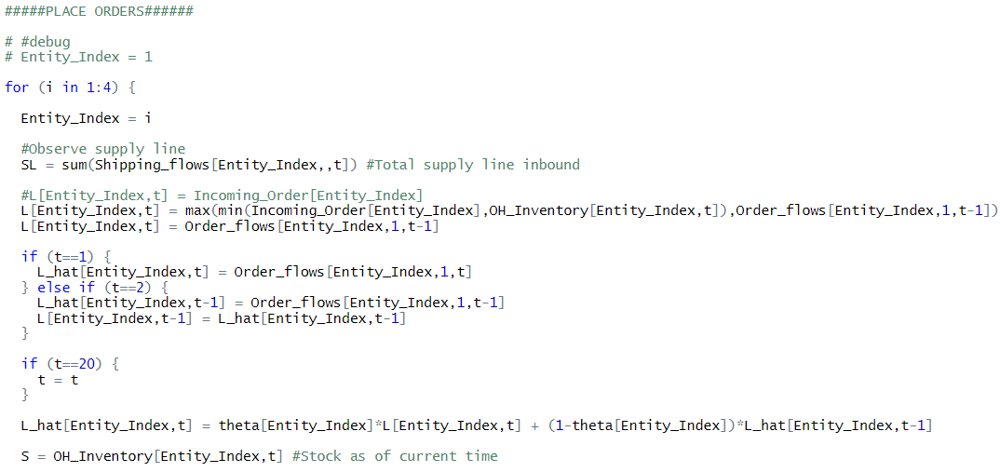 #####PLACE ORDERS######
# #debug
# Entity_Index = 1
for (i in 1:4) {
Entity_Index = i
#Observe supply line
SL = sum(Shipping_flows[Entity_Index,,t]) #Total supply line inbound
#L[Entity_Index,t] = Incoming_Order[Entity_Index]
L[Entity_Index,t] = max(min(Incoming_Order[Entity_Index],OH_Inventory[Entity_Index,t]),Order_flows[Entity_Index,1,t-1])
L[Entity_Index,t] = Order_flows[Entity_Index,1,t-1]
if (t==1) {
L_hat[Entity_Index,t] = Order_flows[Entity_Index,1,t]
} else if (t==2) {
L_hat[Entity_Index,t-1] = Order_flows[Entity_Index,1,t-1]
L[Entity_Index,t-1] = L_hat[Entity_Index,t-1]
}
if (t==20) {
t = t
}
L_hat[Entity_Index,t] = theta[Entity_Index]*L[Entity_Index,t] + (1-theta[Entity_Index])*L_hat[Entity_Index,t-1]
S = OH_Inventory[Entity_Index,t] #Stock as of current time